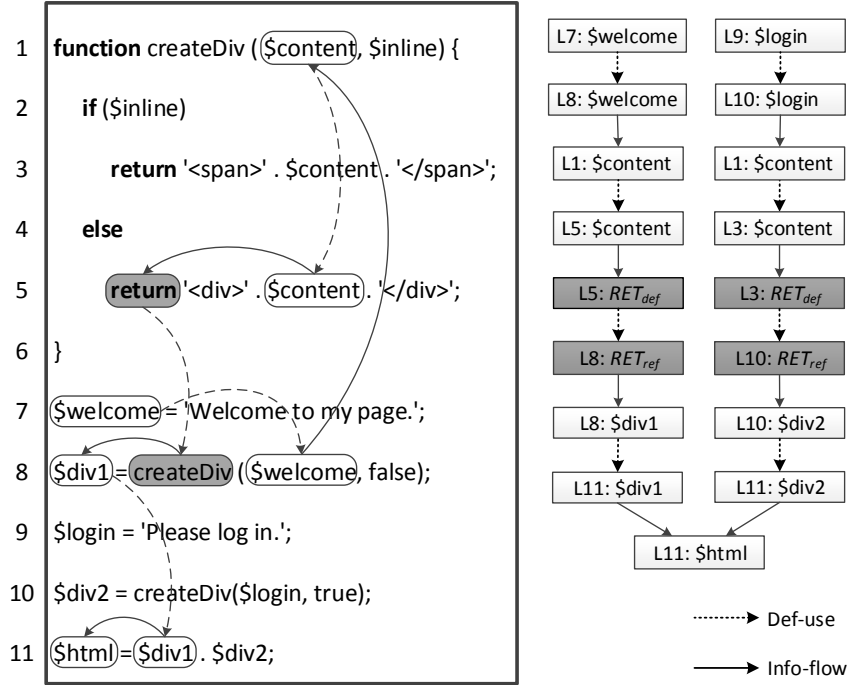 1 function createDiv ( $content, $inline) {
2 if ($inline)
3 return '<span>' . $content . '</span>';
4 else
5 return '<div>' . $content . '</div>';
6 }
7 $welcome = 'Welcome to my page.';
8 $div1 = createDiv ( $welcome, false);
9 $login = 'Please log in.';
10 $div2 = createDiv($login, true);
11 $html = $div1 . $div2;
L7: $welcome L9: $login
L8: $welcome L10: $login
L1: $content L1: $content
L5: $content L3: $content
L5: RETdef L3: RETdef
L8: RETref L10: RETref
L8: $div1 L10: $div2
L11: $div1 L11: $div2
L11: $html
Def-use
Info-flow